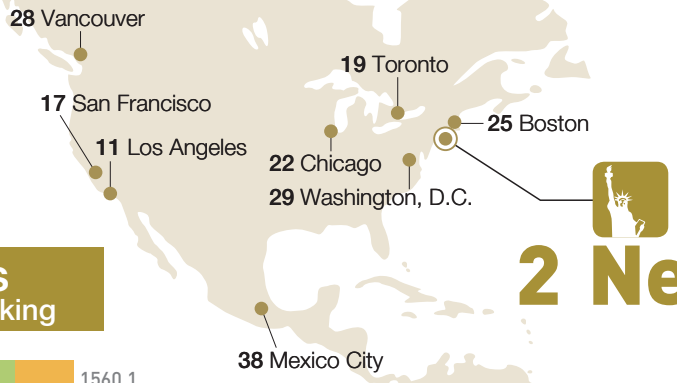 28 Vancouver
19 Toronto
17 San Francisco
25 Boston
11 Los Angeles
22 Chicago
29 Washington, D.C.
2 Ne
s
king
38 Mexico City
1560.1